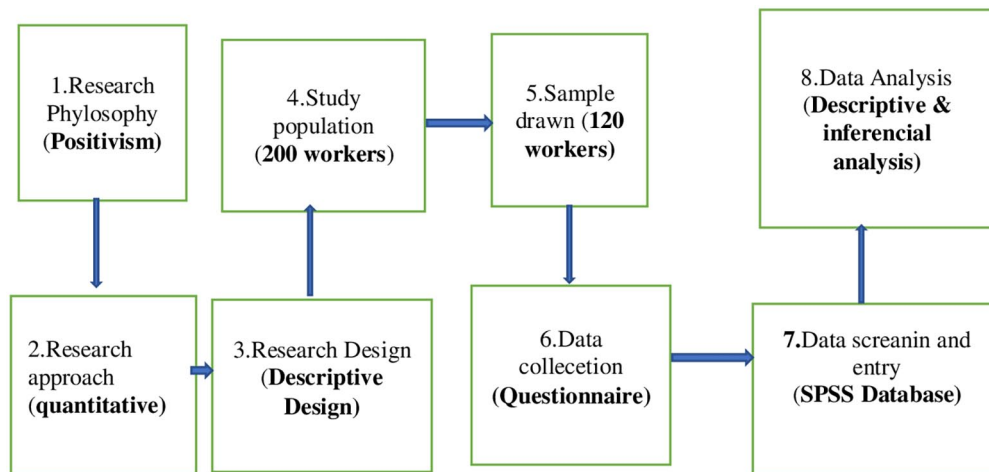 1.Research
Phylosophy
(Positivism)
2.Research
approach
(quantitative)
3.Research Design
(Descriptive
Design)
4.Study
population
(200 workers)
5.Sample
drawn (120
workers)
6.Data
collecetion
(Questionnaire)
7.Data screanin and
entry
(SPSS Database)
8.Data Analysis
(Descriptive &
inferencial
analysis)